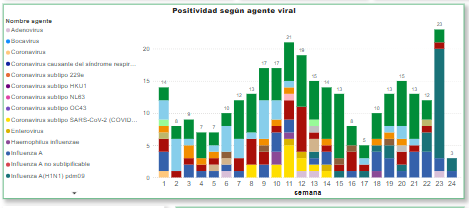 Positividad según agente viral
Nombre agente
Adenovirus
Bocavirus
Coronavirus
Coronavirus causante del síndrome respir...
Coronavirus subtipo 229e
Coronavirus subtipo HKU1
Coronavirus subtipo NL63
Coronavirus subtipo OC43
Coronavirus subtipo SARS-CoV-2 (COVID...
Enterovirus
Haemophilus influenzae
Influenza A
Influenza A no subtipificable
Influenza A(H1N1) pdm09
20
15
10
5
0
14 8 9 7 7 10 12 13 17 17 21 19 15 14 13 8 5 10 13 15 13 12 23 3
1 2 3 4 5 6 7 8 9 10 11 12 13 14 15 16 17 18 19 20 21 22 23 24
semana